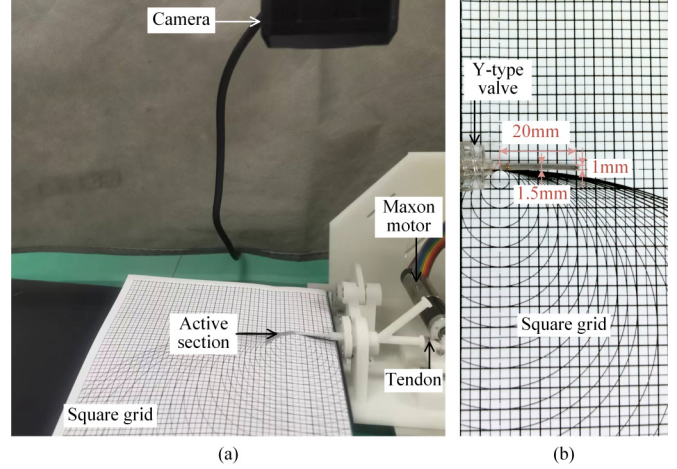 Camera
Maxon
motor
Active
section
Tendon
Square grid
(a)
Y-type
valve
20mm
1mm
1.5mm
Square grid
(b)